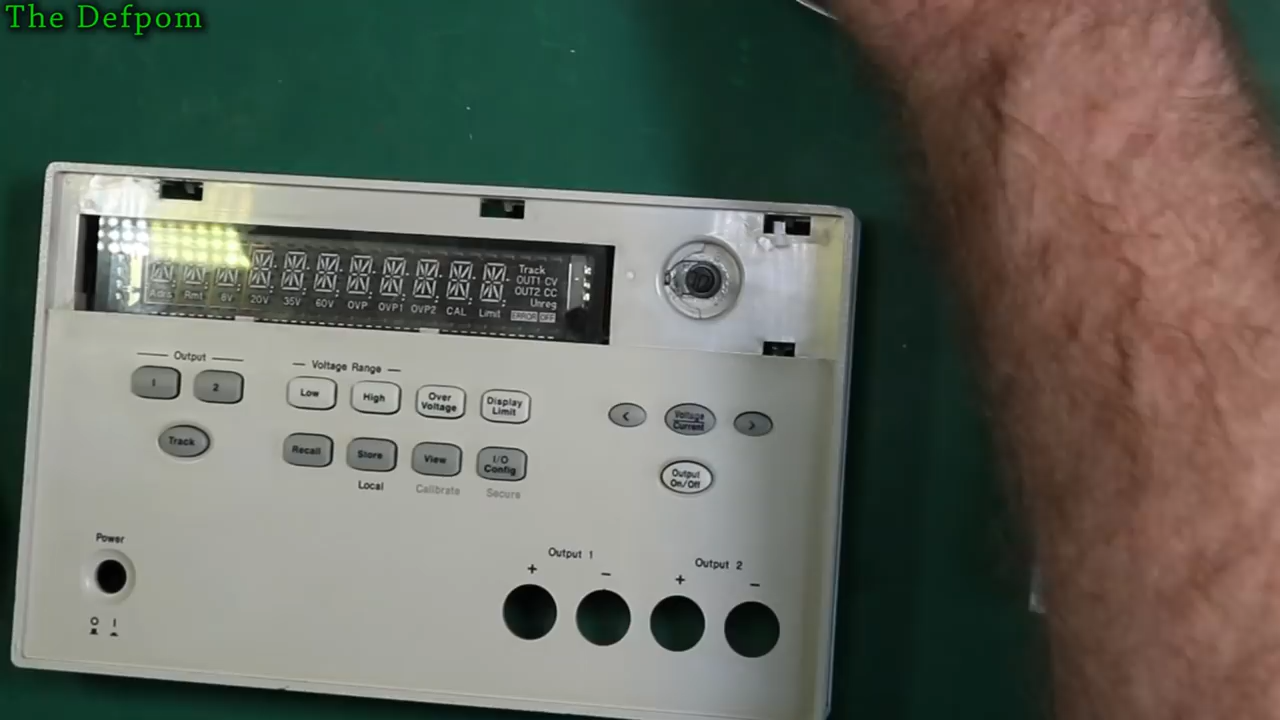 The Defpom
Adrs Rmt 8V 20V 35V 60V OVP OVP1 OVP2 CAL Limit
Track
OUT1 CV
OUT2 CC
Unreg
ERROR OFF
Output
1 2
Track
Voltage Range
Low High Over Voltage Display Limit
Recall Store View I/O Config
Local Calibrate Secure
< Voltage Current >
Output On/Off
Power
O I
Output 1
+ −
Output 2
+ −